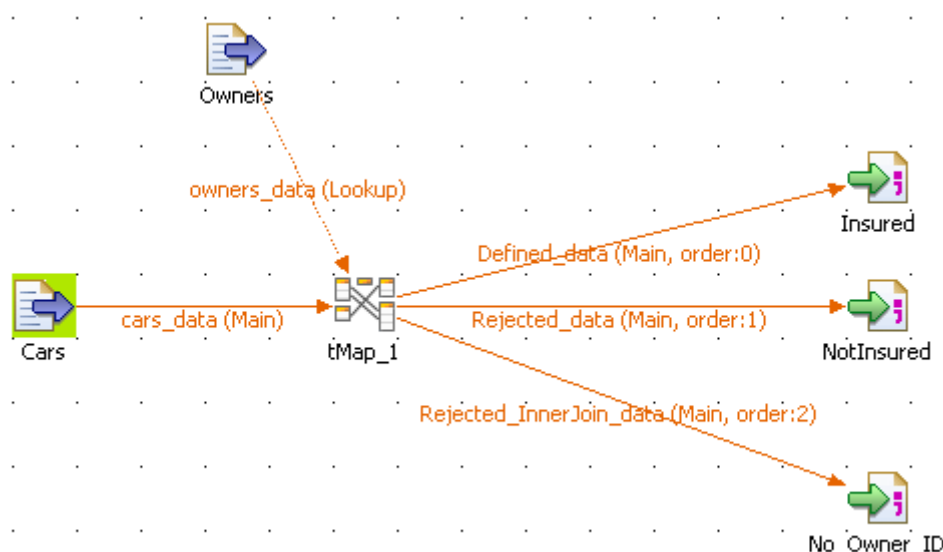 Owners
owners_data (Lookup)
Insured
Defined_data (Main, order:0)
cars_data (Main)
Rejected_data (Main, order:1)
Cars
tMap_1
NotInsured
Rejected_InnerJoin_data (Main, order:2)
No_Owner_ID